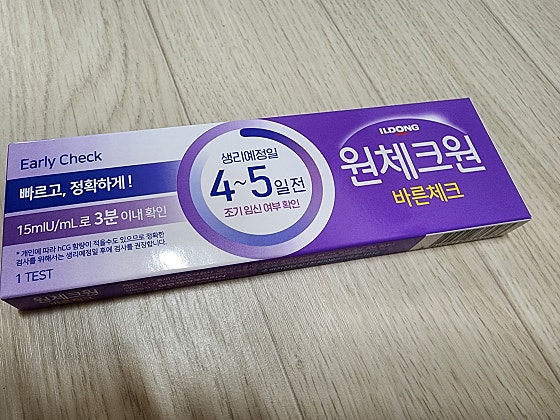 Early Check
빠르고, 정확하게!
15mIU/mL로 3분 이내 확인
* 개인에 따라 hCG 함량이 적을수도 있으므로 정확한
검사를 위해서는 생리예정일 후에 검사를 권장합니다.
1 TEST
생리예정일
4~5일전
조기 임신 여부 확인
ILDONG
원체크원
바른체크
원체크원